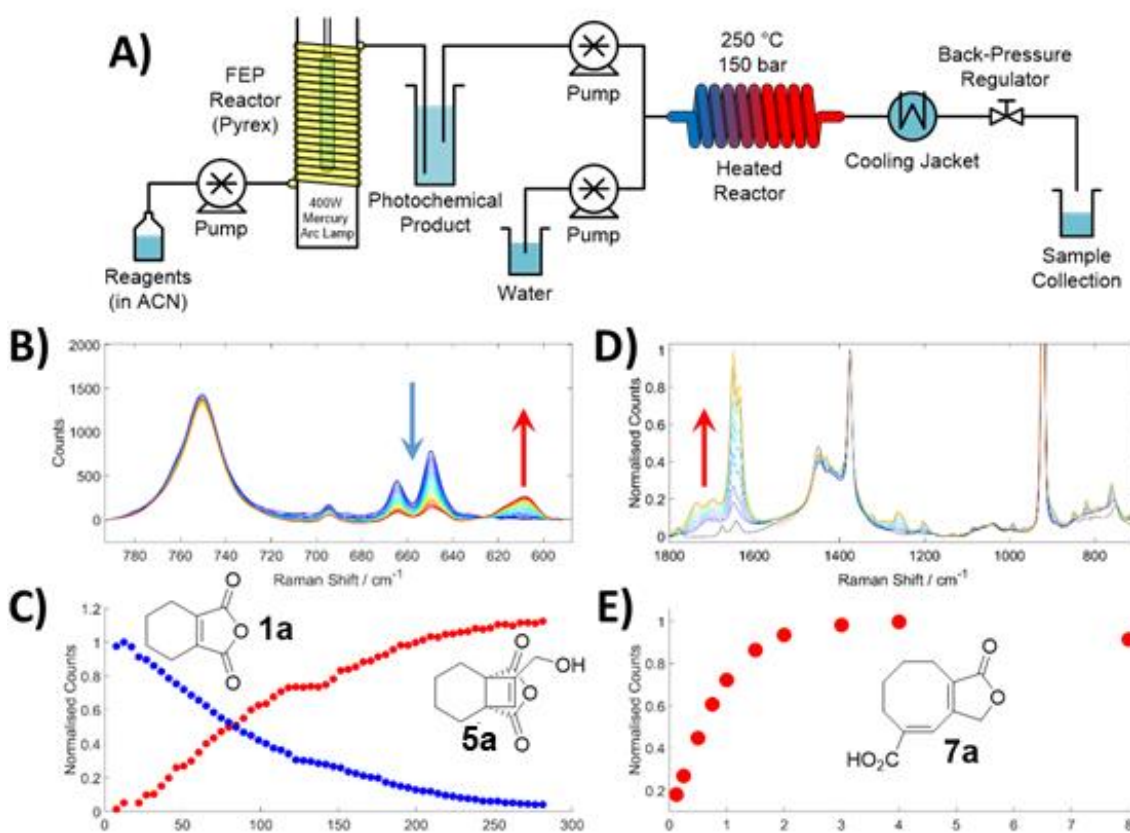 A)
FEP
Reactor
(Pyrex)
Pump
400W
Mercury
Arc Lamp
Reagents
(in ACN)
Photochemical
Product
Pump
Water
Pump
250 °C
150 bar
Heated
Reactor
Cooling Jacket
Back-Pressure
Regulator
Sample
Collection
B)
2000
1500
1000
500
0
Counts
780 760 740 720 700 680 660 640 620 600
Raman Shift / cm-1
D)
1
0.8
0.6
0.4
0.2
0
Normalised Counts
1800 1600 1400 1200 1000 800
Raman Shift / cm-1
C)
1.2
1
0.8
0.6
0.4
0.2
0
Normalised Counts
0 50 100 150 200 250 300
O
O
O
1a
O
OH
O
O
5a
E)
1
0.8
0.6
0.4
0.2
Normalised Counts
0 1 2 3 4 5 6 7 8
O
O
HO2C
7a